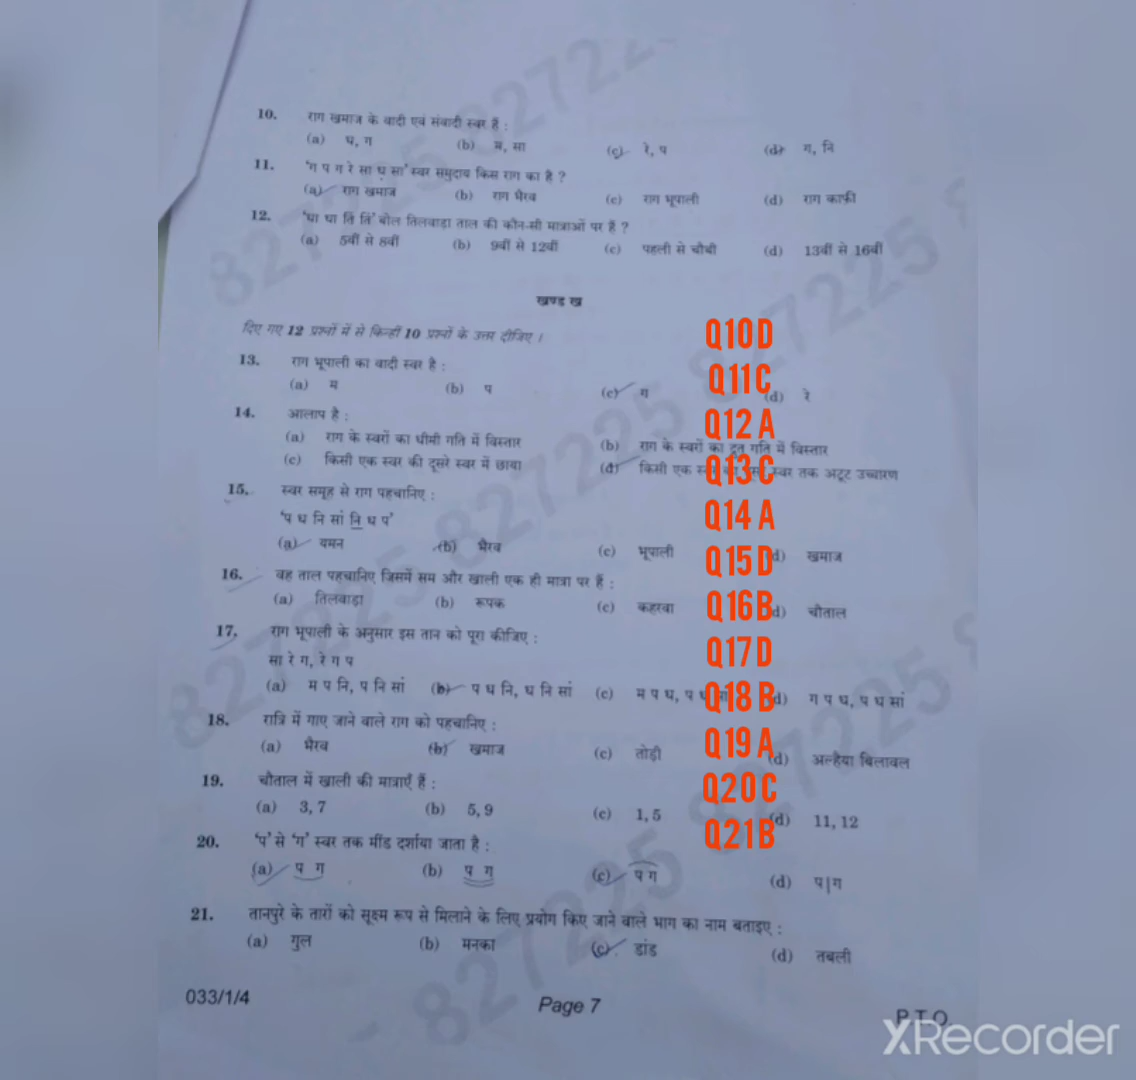 10. राग खमाज के वादी एवं संवादी स्वर हैं :
(a) ध, ग (b) म, सा (c) रे, प (d) ग, नि
11. 'ग प ग रे सा ध़ सा' स्वर समुदाय किस राग का है ?
(a) राग खमाज (b) राग भैरव (c) राग भूपाली (d) राग काफी
12. 'धा धा तिं तिं' बोल तिलवाड़ा ताल की कौन-सी मात्राओं पर हैं ?
(a) 5वीं से 8वीं (b) 9वीं से 12वीं (c) पहली से चौथी (d) 13वीं से 16वीं
खण्ड ख
दिए गए 12 प्रश्नों में से किन्हीं 10 प्रश्नों के उत्तर दीजिए ।
Q10 D
13. राग भूपाली का वादी स्वर है :
Q11 C
(a) म (b) प (c) ग (d) रे
14. आलाप है :
Q12 A
(a) राग के स्वरों का धीमी गति में विस्तार (b) राग के स्वरों का द्रुत गति में विस्तार
(c) किसी एक स्वर की दूसरे स्वर में छाया (d) किसी एक स्वर तक अटूट उच्चारण
Q13 C
15. स्वर समूह से राग पहचानिए :
'प ध नि सां नि ध प'
Q14 A
(a) यमन (b) भैरव (c) भूपाली (d) खमाज
Q15 D
16. वह ताल पहचानिए जिसमें सम और खाली एक ही मात्रा पर हैं :
(a) तिलवाड़ा (b) रूपक (c) कहरवा (d) चौताल
Q16 B
17. राग भूपाली के अनुसार इस तान को पूरा कीजिए :
सा रे ग, रे ग प
Q17 D
(a) म प नि, प नि सां (b) प ध नि, ध नि सां (c) म प ध, प (d) ग प ध, प ध सां
Q18 B
18. रात्रि में गाए जाने वाले राग को पहचानिए :
(a) भैरव (b) खमाज (c) तोड़ी (d) अल्हैया बिलावल
Q19 A
19. चौताल में खाली की मात्राएँ हैं :
Q20 C
(a) 3, 7 (b) 5, 9 (c) 1, 5 (d) 11, 12
Q21 B
20. 'प' से 'ग' स्वर तक मींड दर्शाया जाता है :
(a) प ग (b) प ग (c) प ग (d) प|ग
21. तानपुरे के तारों को सूक्ष्म रूप से मिलाने के लिए प्रयोग किए जाने वाले भाग का नाम बताइए :
(a) गुल (b) मनका (c) डांड (d) तबली
033/1/4
Page 7
P.T.O.
827225 827225 827225
XRecorder